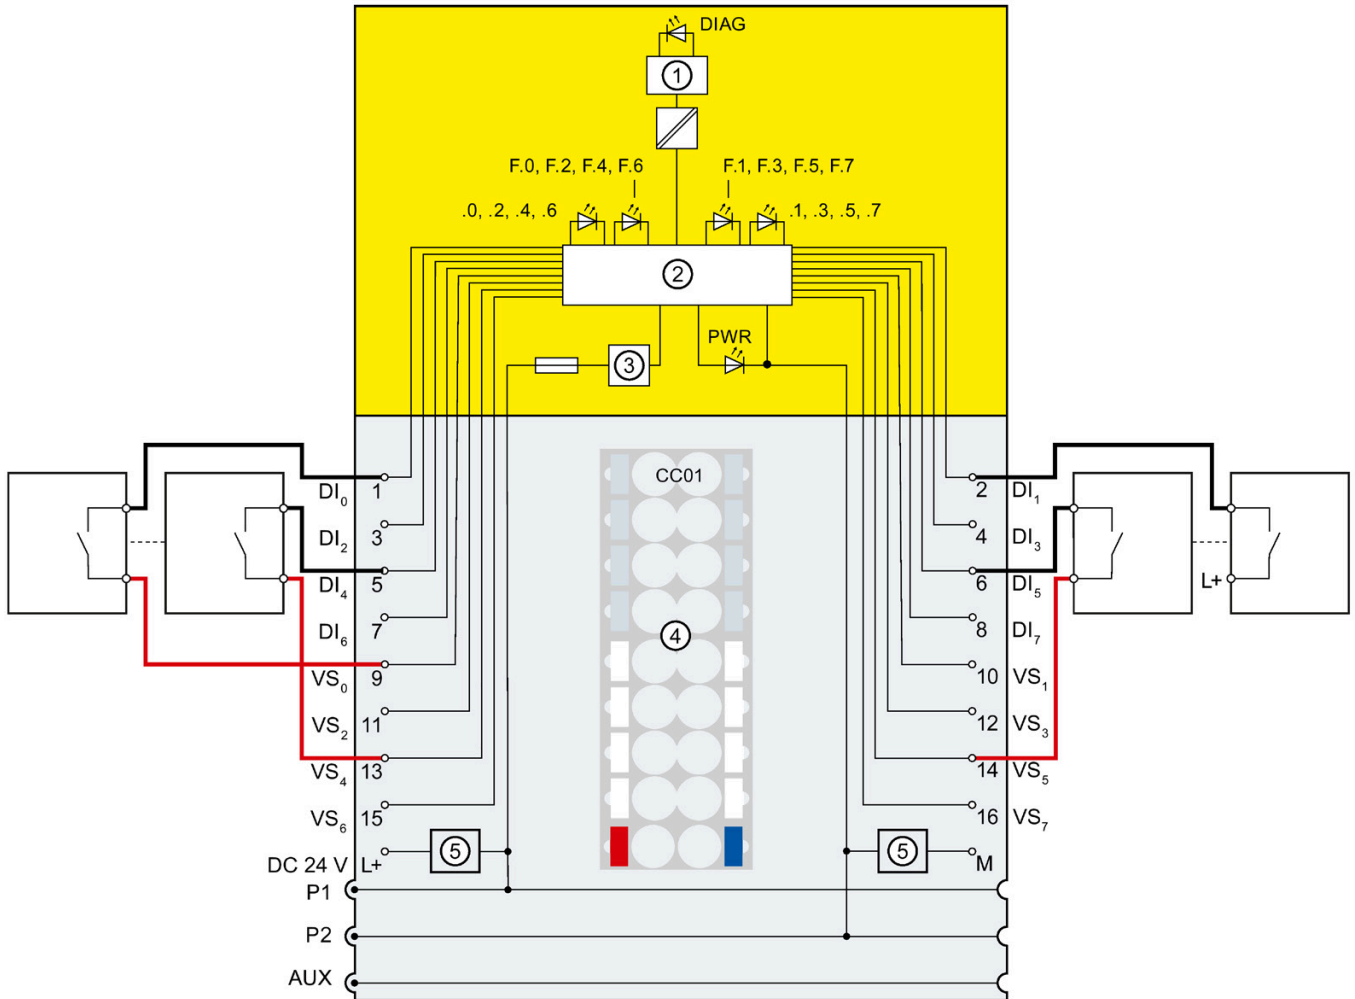 DIAG
1
F.0, F.2, F.4, F.6 F.1, F.3, F.5, F.7
.0, .2, .4, .6 .1, .3, .5, .7
2
PWR
3
CC01
DI₀ 1 2 DI₁
DI₂ 3 4 DI₃
DI₄ 5 6 DI₅
L+
DI₆ 7 8 DI₇
4
VS₀ 9 10 VS₁
VS₂ 11 12 VS₃
VS₄ 13 14 VS₅
VS₆ 15 16 VS₇
5 5
DC 24 V L+ M
P1
P2
AUX